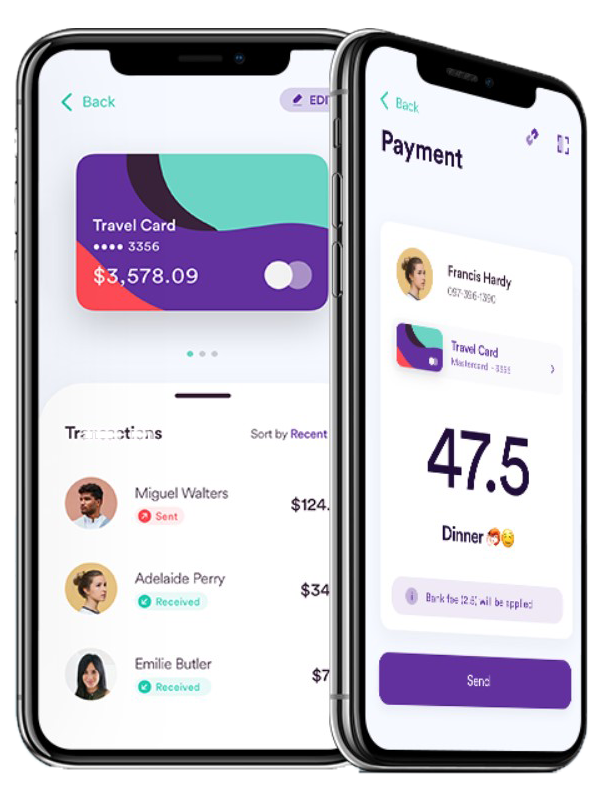 Back
EDI
Travel Card
•••• 3356
$3,578.09
Transactions
Sort by Recent
Miguel Walters
Sent
$124.
Adelaide Perry
Received
$34
Emilie Butler
Received
$7
Back
Payment
Francis Hardy
097-396-1390
Travel Card
Mastercard - 3356
47.5
Dinner 🎅😋
Bank fee (2.5) will be applied
Send